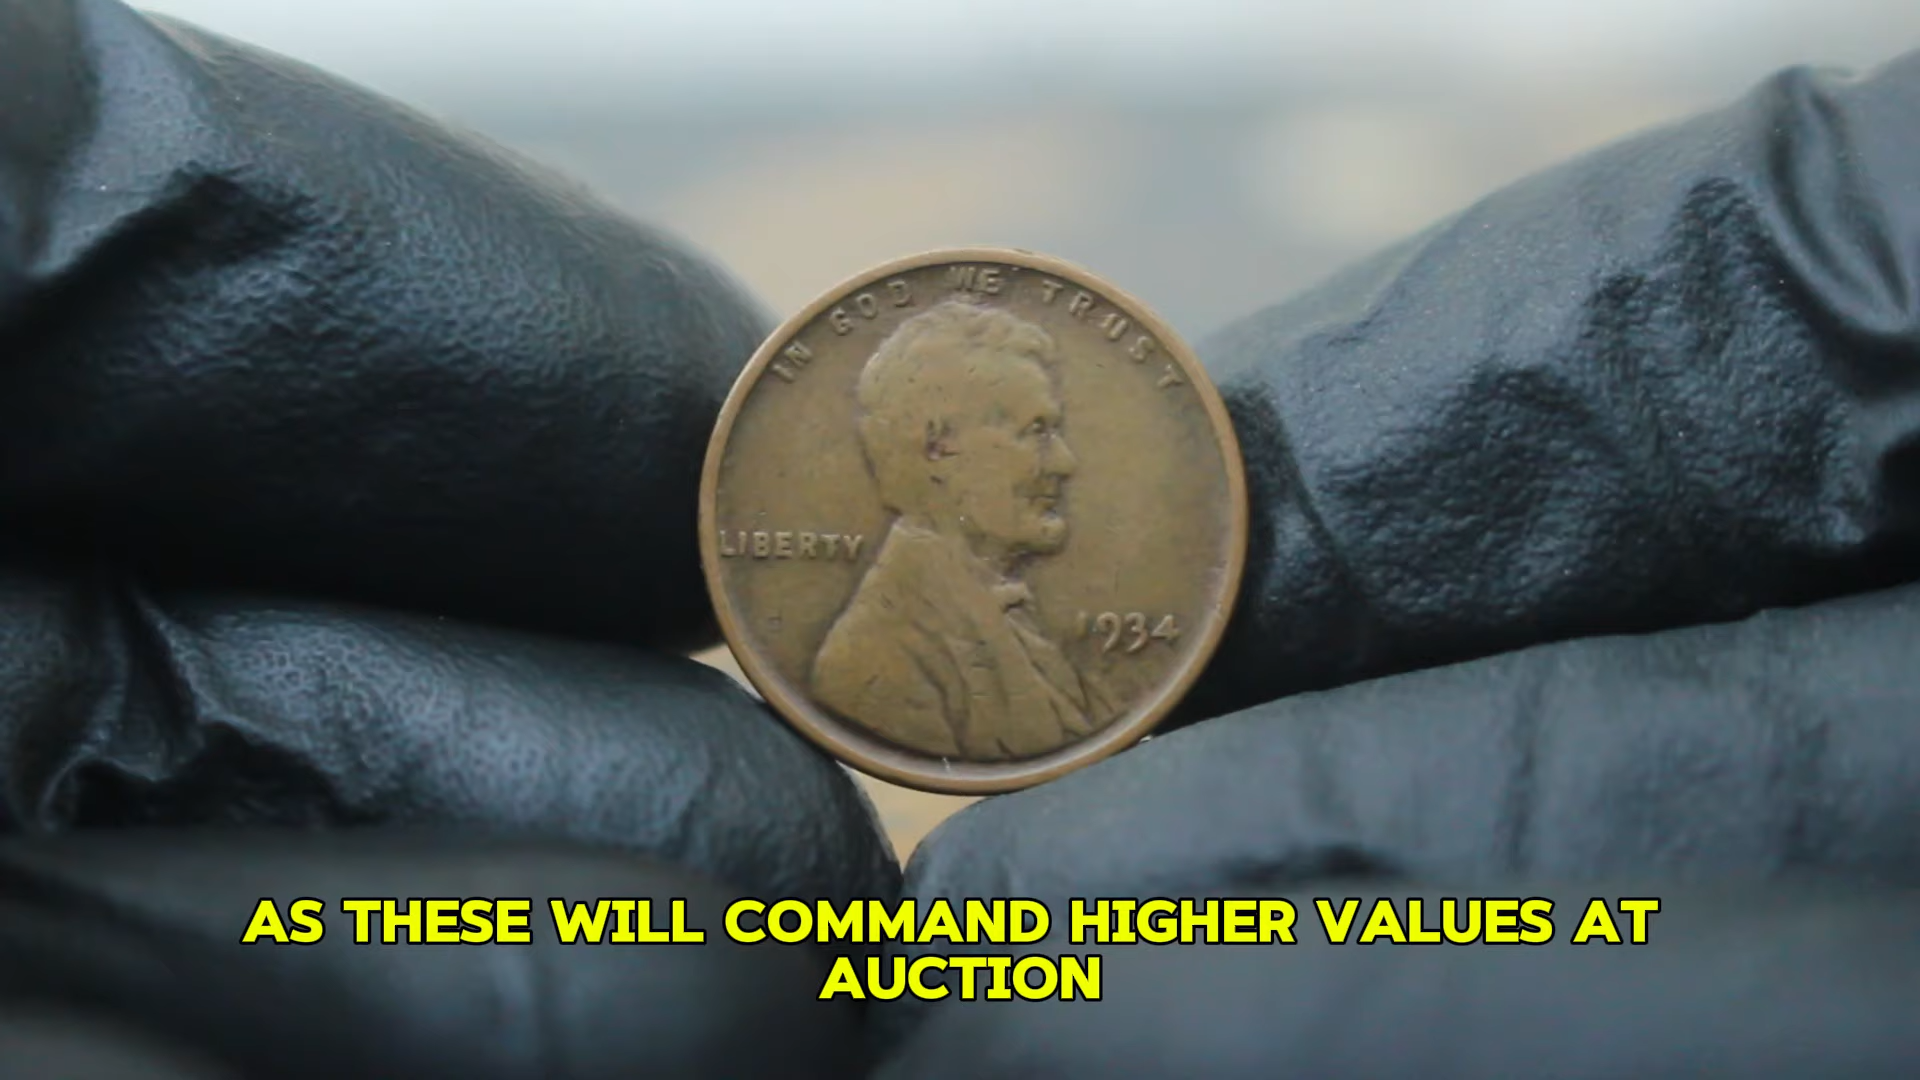 IN GOD WE TRUST
LIBERTY
1934
AS THESE WILL COMMAND HIGHER VALUES AT
AUCTION